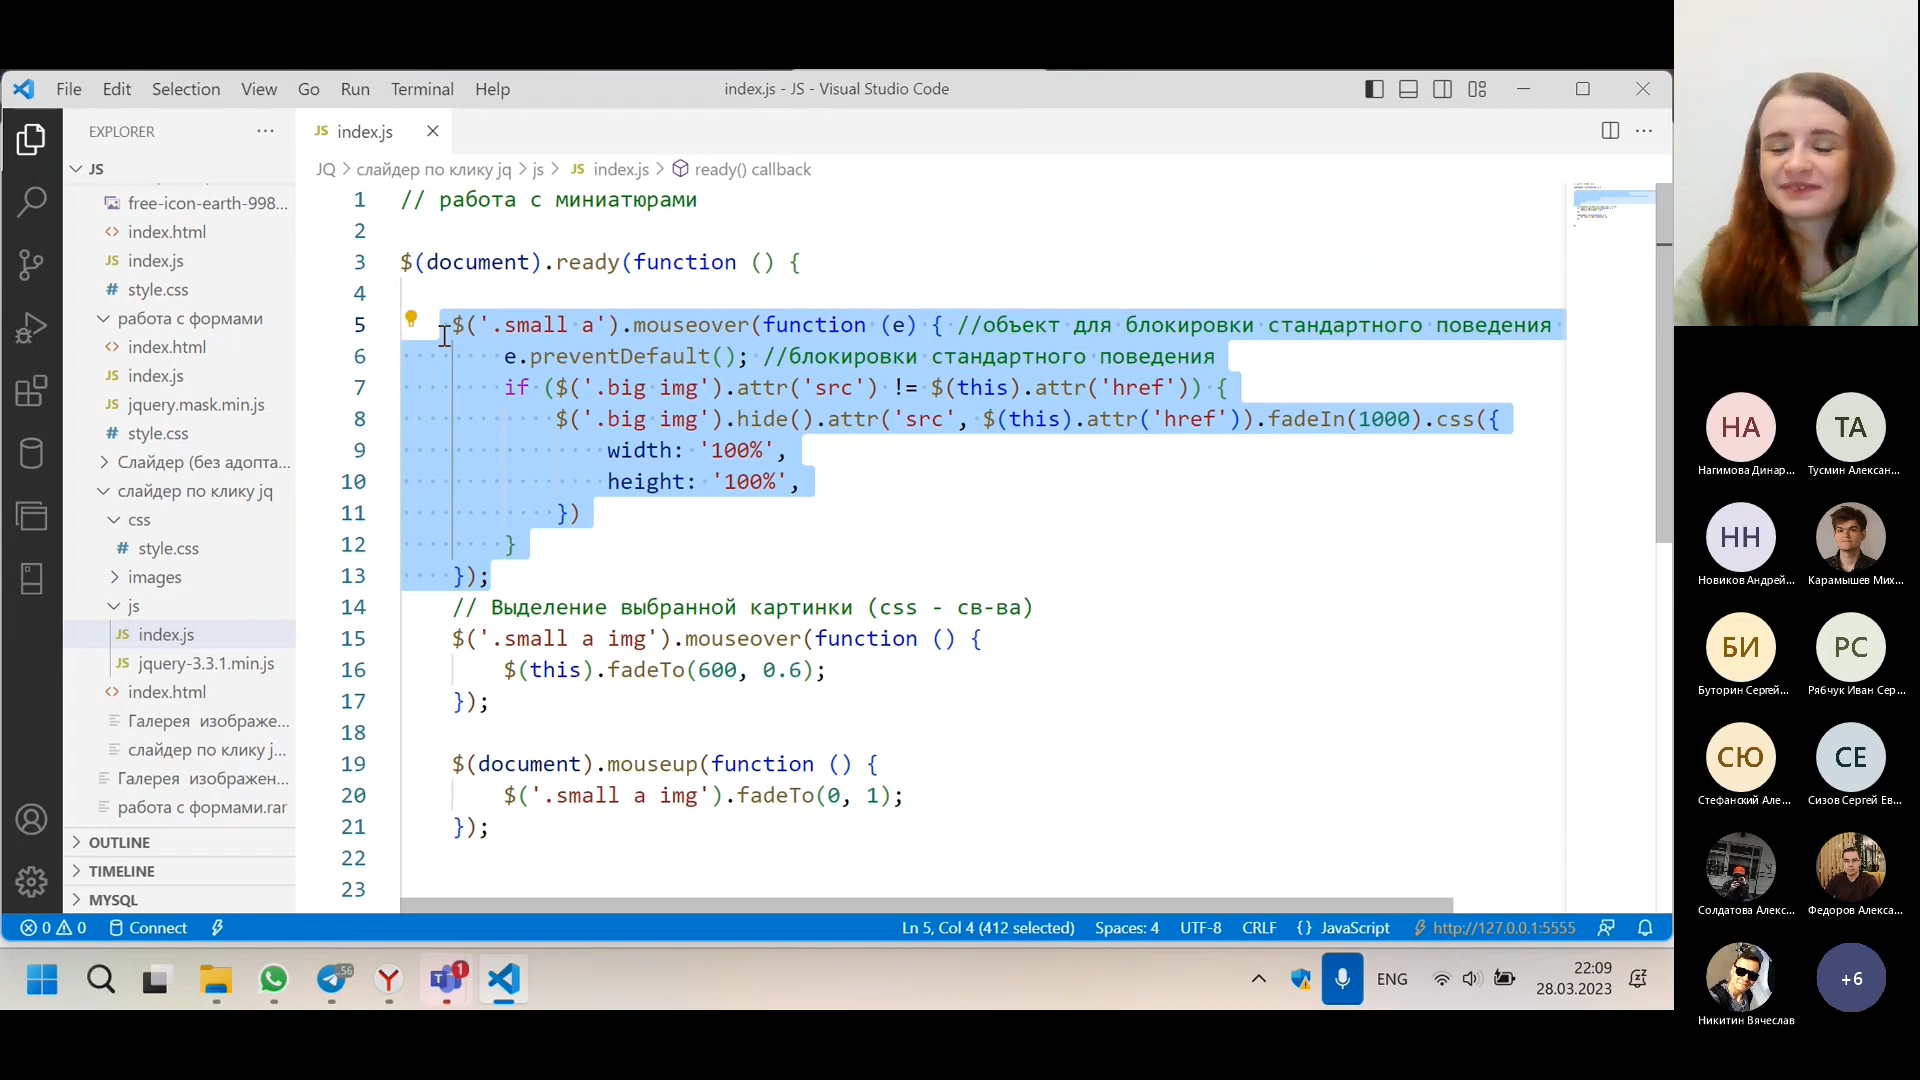 File Edit Selection View Go Run Terminal Help
index.js - JS - Visual Studio Code
EXPLORER ...
JS
free-icon-earth-998...
<> index.html
JS index.js
# style.css
работа с формами
<> index.html
JS index.js
JS jquery.mask.min.js
# style.css
Слайдер (без адопта...
слайдер по клику jq
css
# style.css
images
js
JS index.js
JS jquery-3.3.1.min.js
<> index.html
Галерея изображе...
слайдер по клику j...
Галерея изображен...
работа с формами.rar
OUTLINE
TIMELINE
MYSQL
JS index.js
JQ > слайдер по клику jq > js > JS index.js > ready() callback
1 // работа с миниатюрами
2
3 $(document).ready(function () {
4
5 $('.small a').mouseover(function (e) { //объект для блокировки стандартного поведения
6 e.preventDefault(); //блокировки стандартного поведения
7 if ($('.big img').attr('src') != $(this).attr('href')) {
8 $('.big img').hide().attr('src', $(this).attr('href')).fadeIn(1000).css({
9 width: '100%',
10 height: '100%',
11 })
12 }
13 });
14 // Выделение выбранной картинки (css - св-ва)
15 $('.small a img').mouseover(function () {
16 $(this).fadeTo(600, 0.6);
17 });
18
19 $(document).mouseup(function () {
20 $('.small a img').fadeTo(0, 1);
21 });
22
23
0 0 Connect
Ln 5, Col 4 (412 selected) Spaces: 4 UTF-8 CRLF {} JavaScript http://127.0.0.1:5555
56 1
ENG
22:09
28.03.2023
НА ТА
Нагимова Динар... Тусмин Алексан...
НН
Новиков Андрей... Карамышев Мих...
БИ РС
Буторин Сергей... Рябчук Иван Сер...
СЮ СЕ
Стефанский Але... Сизов Сергей Ев...
Солдатова Алекс... Федоров Алекса...
+6
Никитин Вячеслав